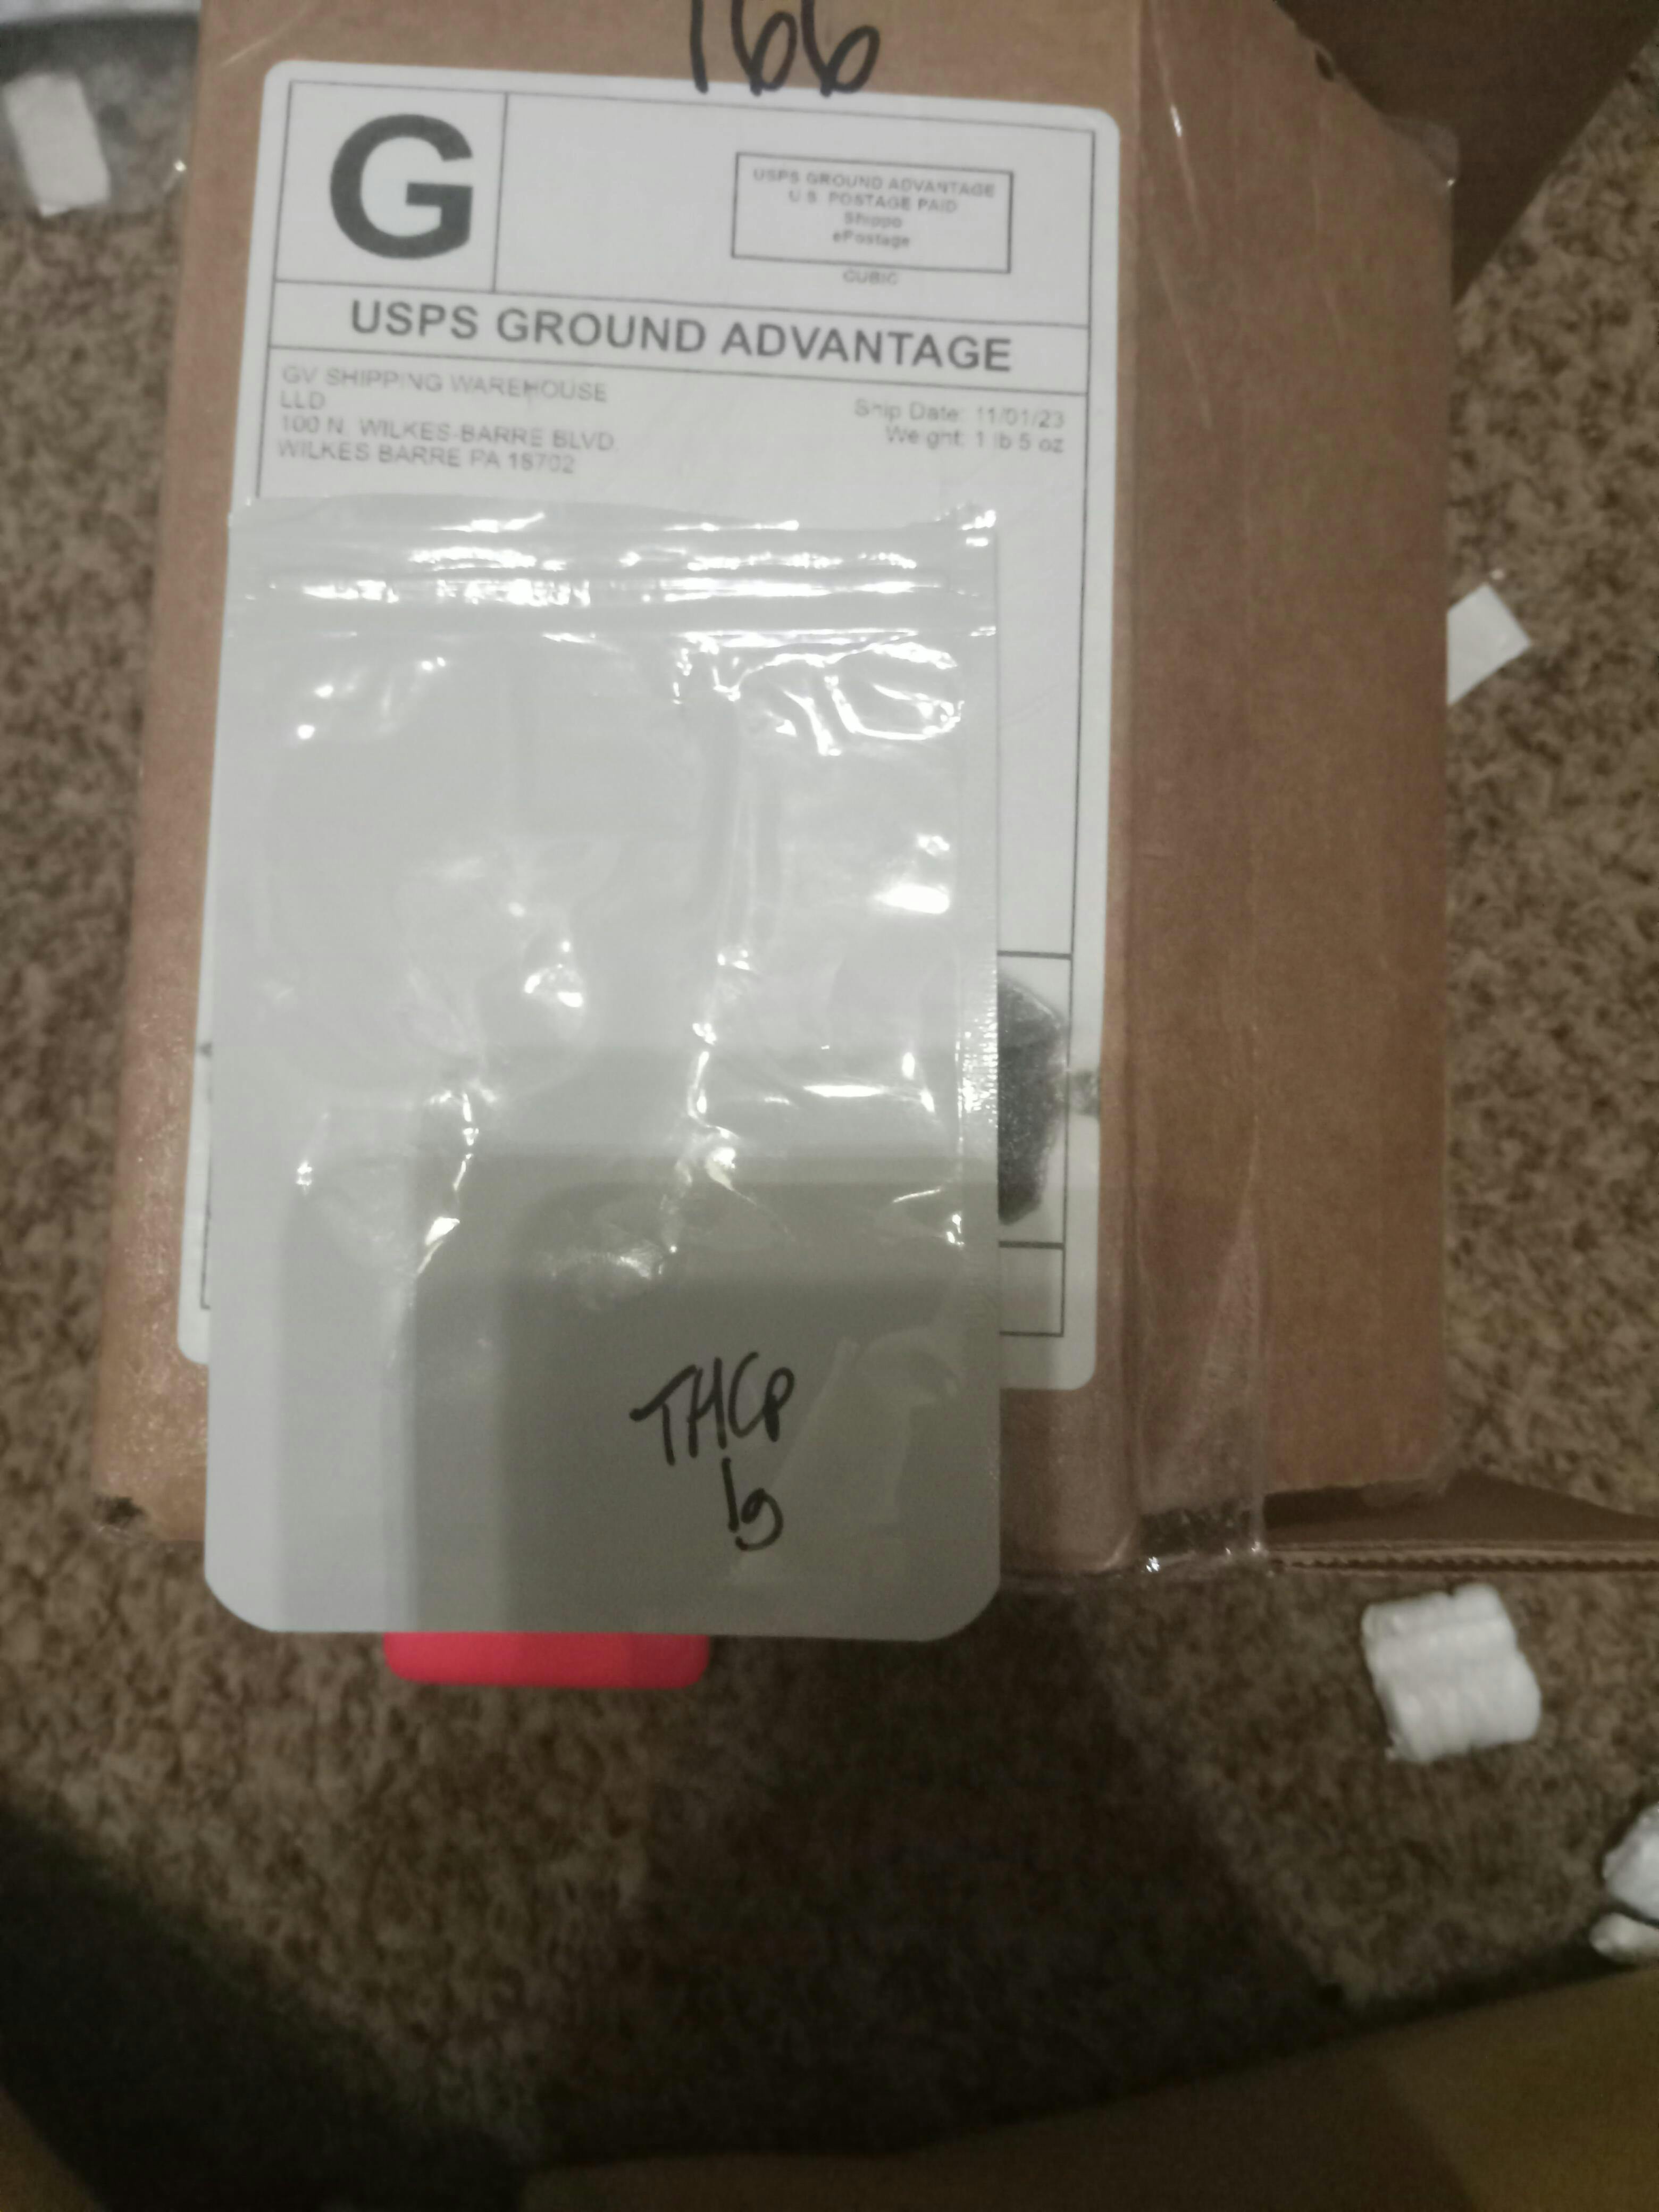 166
G
USPS GROUND ADVANTAGE
U.S. POSTAGE PAID
Shippo
ePostage
CUBIC
USPS GROUND ADVANTAGE
GV SHIPPING WAREHOUSE
LLD
100 N. WILKES-BARRE BLVD.
WILKES BARRE PA 18702
Ship Date: 11/01/23
Weight: 1 lb 5 oz
THCP
1g